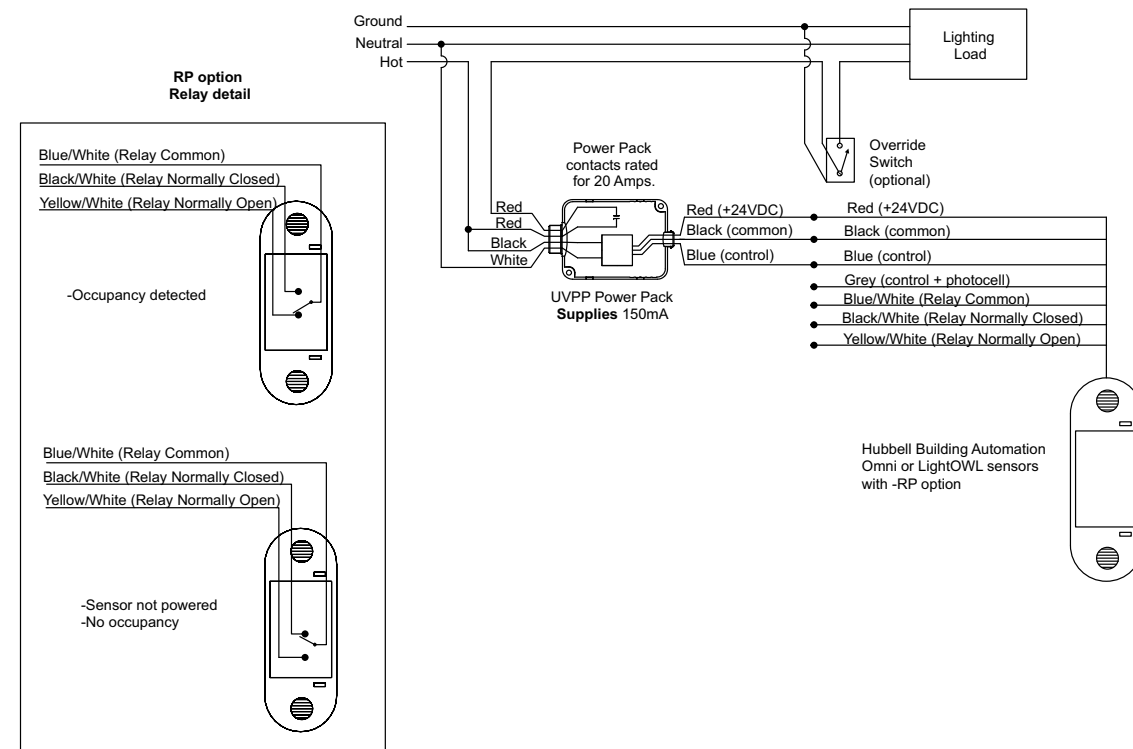 Ground
Neutral
Hot
Lighting
Load
RP option
Relay detail
Blue/White (Relay Common)
Black/White (Relay Normally Closed)
Yellow/White (Relay Normally Open)
-Occupancy detected
Blue/White (Relay Common)
Black/White (Relay Normally Closed)
Yellow/White (Relay Normally Open)
-Sensor not powered
-No occupancy
Power Pack
contacts rated
for 20 Amps.
Override
Switch
(optional)
Red
Red
Black
White
Red (+24VDC)
Black (common)
Blue (control)
UVPP Power Pack
Supplies 150mA
Red (+24VDC)
Black (common)
Blue (control)
Grey (control + photocell)
Blue/White (Relay Common)
Black/White (Relay Normally Closed)
Yellow/White (Relay Normally Open)
Hubbell Building Automation
Omni or LightOWL sensors
with -RP option